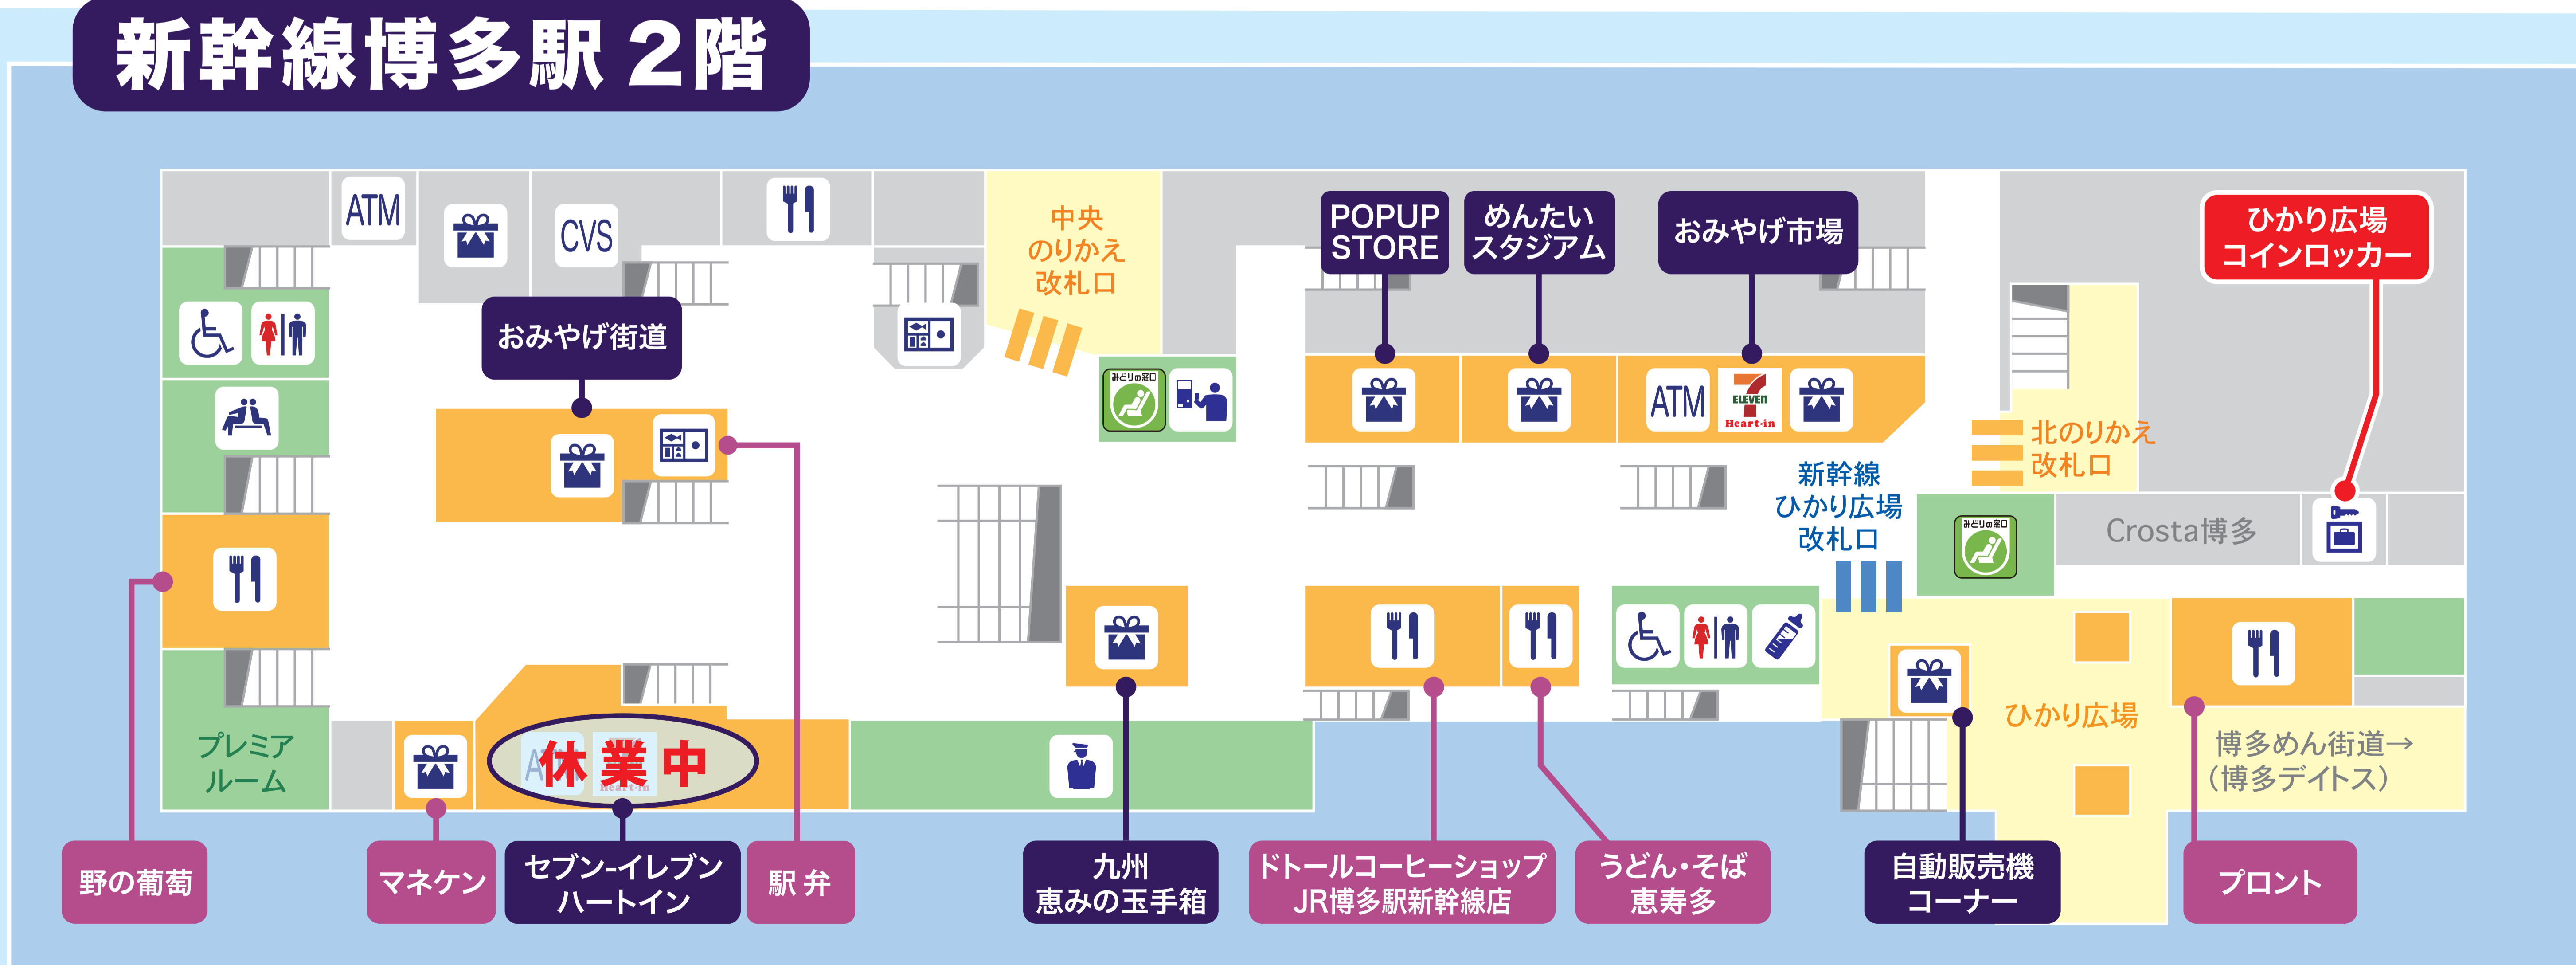 新幹線博多駅 2階
ATM
CVS
中央
のりかえ
改札口
POPUP
STORE
めんたい
スタジアム
おみやげ市場
ひかり広場
コインロッカー
おみやげ街道
みどりの窓口
ATM
7
ELEVEN
Heart-in
北のりかえ
改札口
新幹線
ひかり広場
改札口
みどりの窓口
Crosta博多
プレミア
ルーム
ATM
休業中
Heart-in
ひかり広場
博多めん街道→
(博多デイトス)
野の葡萄
マネケン
セブン-イレブン
ハートイン
駅弁
九州
恵みの玉手箱
ドトールコーヒーショップ
JR博多駅新幹線店
うどん・そば
恵寿多
自動販売機
コーナー
プロント